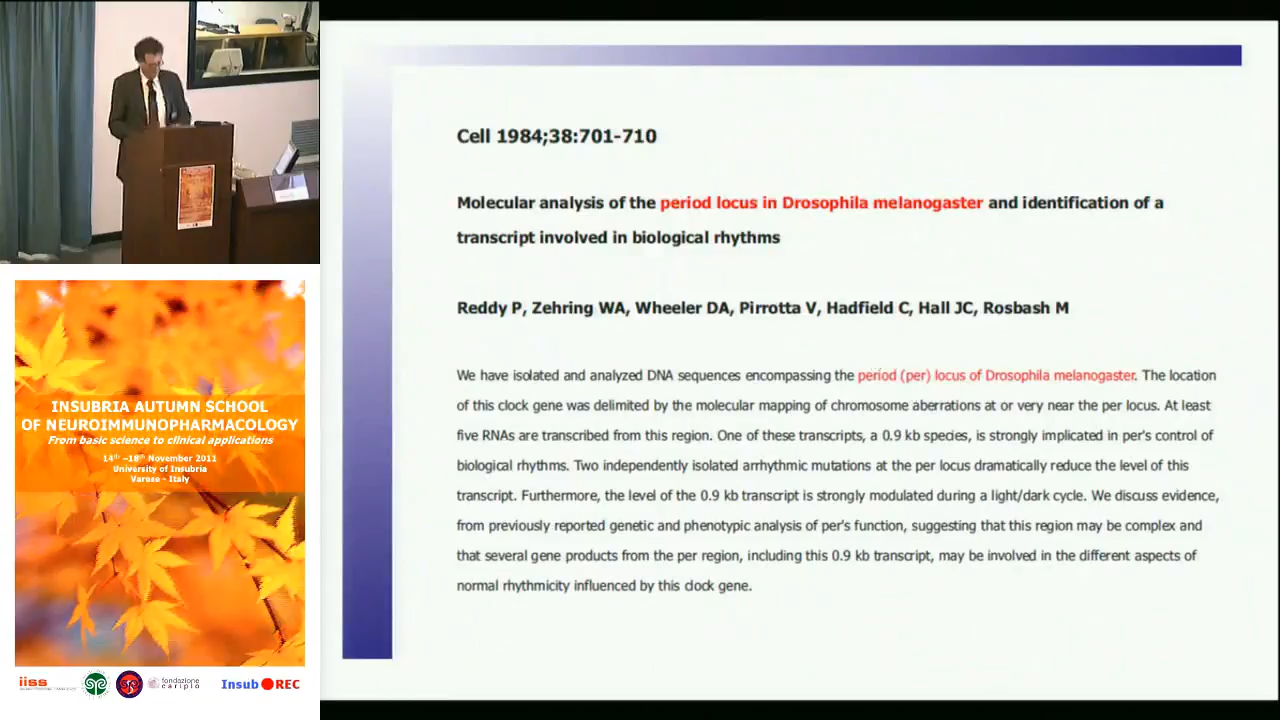 Cell 1984;38:701-710
Molecular analysis of the period locus in Drosophila melanogaster and identification of a
transcript involved in biological rhythms
Reddy P, Zehring WA, Wheeler DA, Pirrotta V, Hadfield C, Hall JC, Rosbash M
We have isolated and analyzed DNA sequences encompassing the period (per) locus of Drosophila melanogaster. The location
of this clock gene was delimited by the molecular mapping of chromosome aberrations at or very near the per locus. At least
five RNAs are transcribed from this region. One of these transcripts, a 0.9 kb species, is strongly implicated in per's control of
biological rhythms. Two independently isolated arrhythmic mutations at the per locus dramatically reduce the level of this
transcript. Furthermore, the level of the 0.9 kb transcript is strongly modulated during a light/dark cycle. We discuss evidence,
from previously reported genetic and phenotypic analysis of per's function, suggesting that this region may be complex and
that several gene products from the per region, including this 0.9 kb transcript, may be involved in the different aspects of
normal rhythmicity influenced by this clock gene.
INSUBRIA AUTUMN SCHOOL
OF NEUROIMMUNOPHARMACOLOGY
From basic science to clinical applications
14th -18th November 2011
University of Insubria
Varese - Italy
iiss
fondazione
cariplo
Insub REC